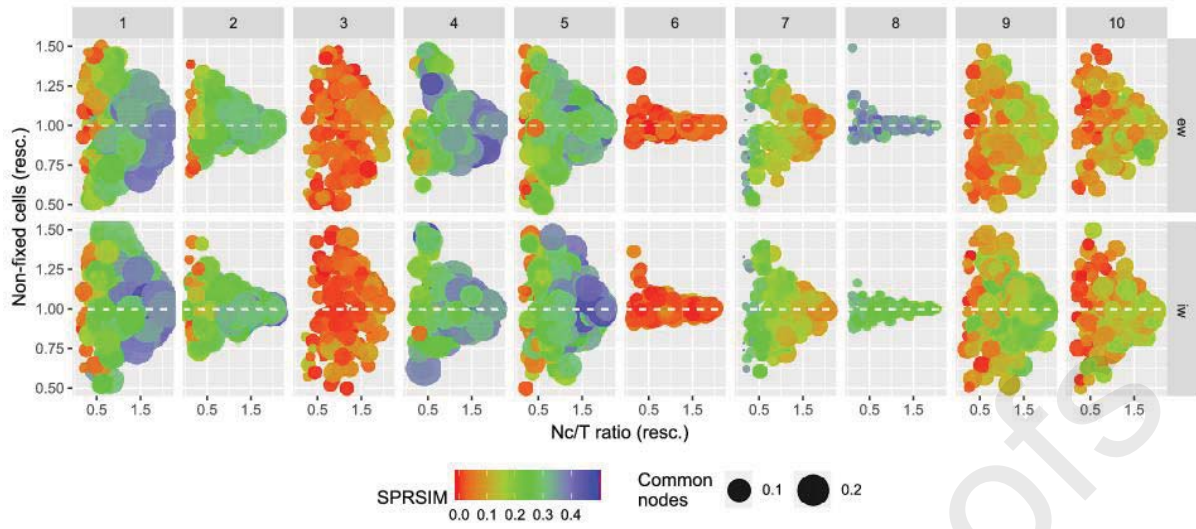 1 2 3 4 5 6 7 8 9 10
Non-fixed cells (resc.)
1.50
1.25
1.00
0.75
0.50
ew
1.50
1.25
1.00
0.75
0.50
iw
0.5 1.5 0.5 1.5 0.5 1.5 0.5 1.5 0.5 1.5 0.5 1.5 0.5 1.5 0.5 1.5 0.5 1.5 0.5 1.5
Nc/T ratio (resc.)
SPRSIM
0.0 0.1 0.2 0.3 0.4
Common
nodes
0.1
0.2
ofs